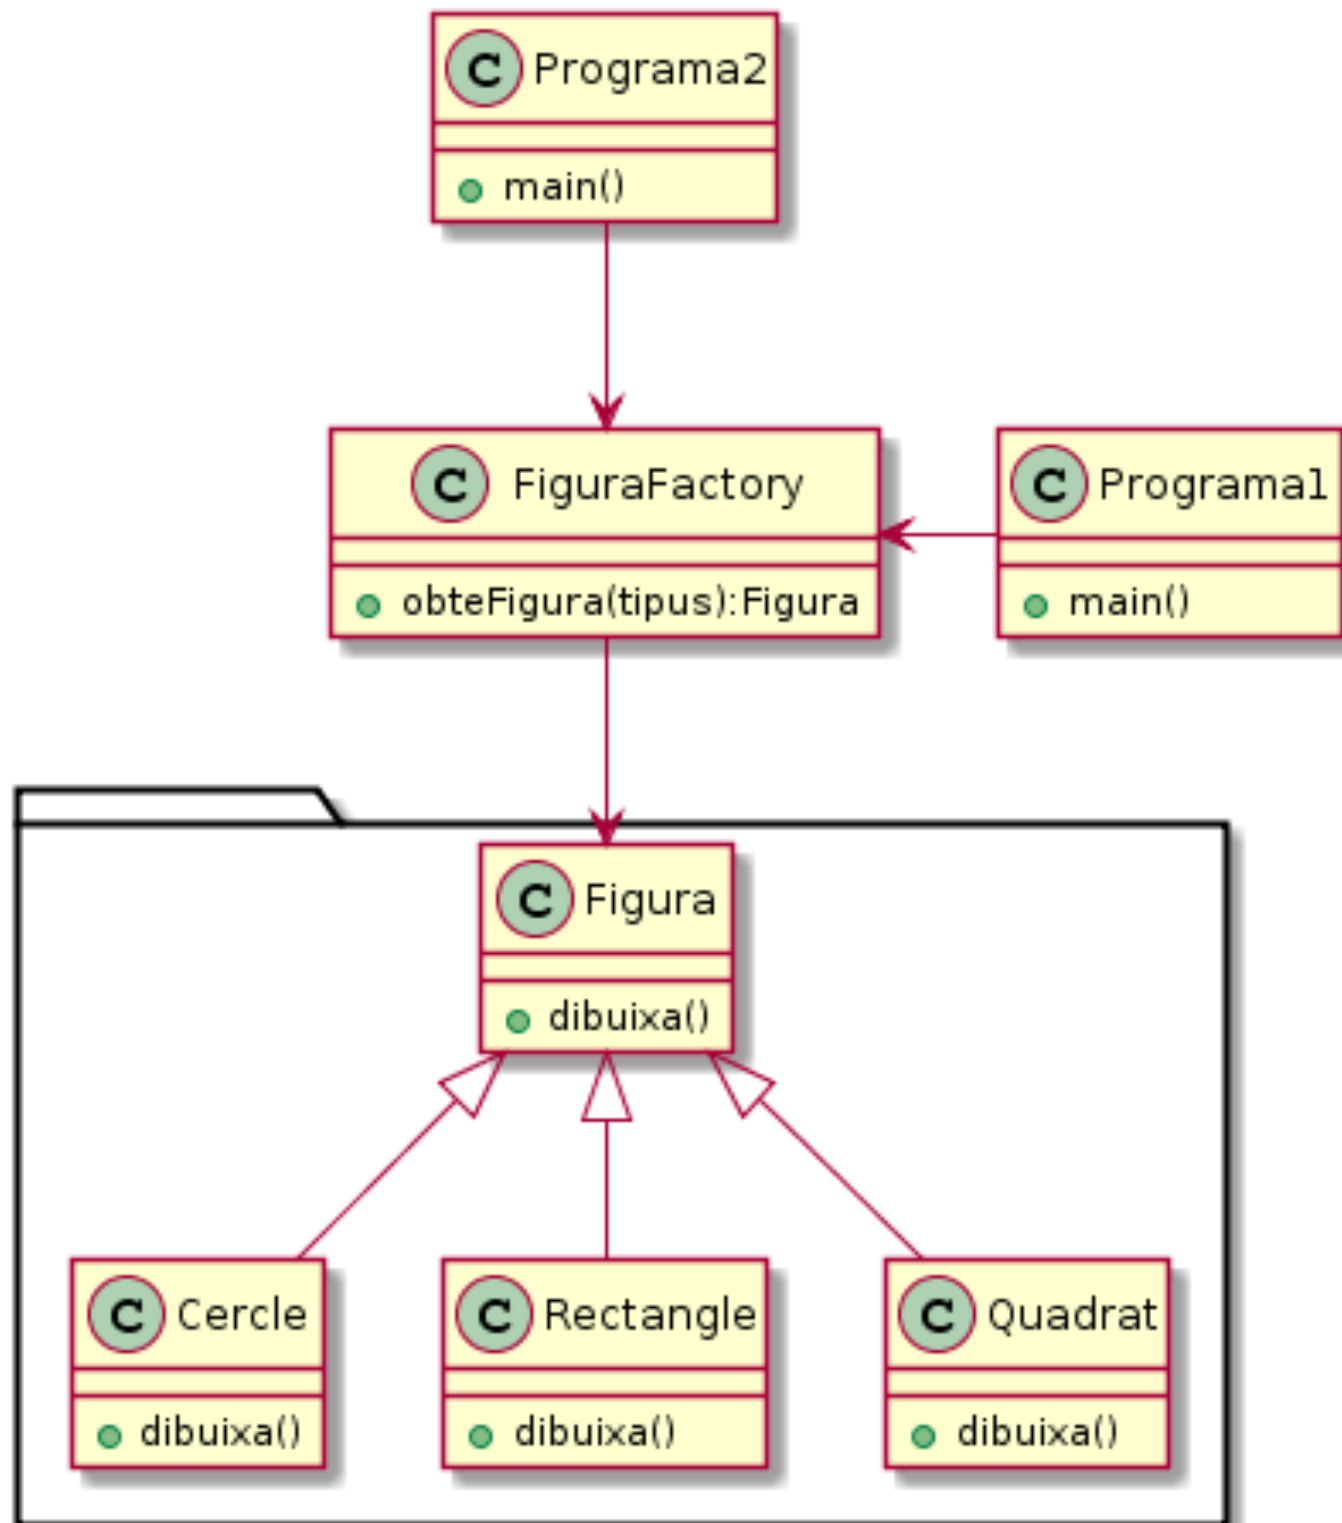 C Programa2
main()
C FiguraFactory
obteFigura(tipus):Figura
C Programa1
main()
C Figura
dibuixa()
C Cercle
dibuixa()
C Rectangle
dibuixa()
C Quadrat
dibuixa()